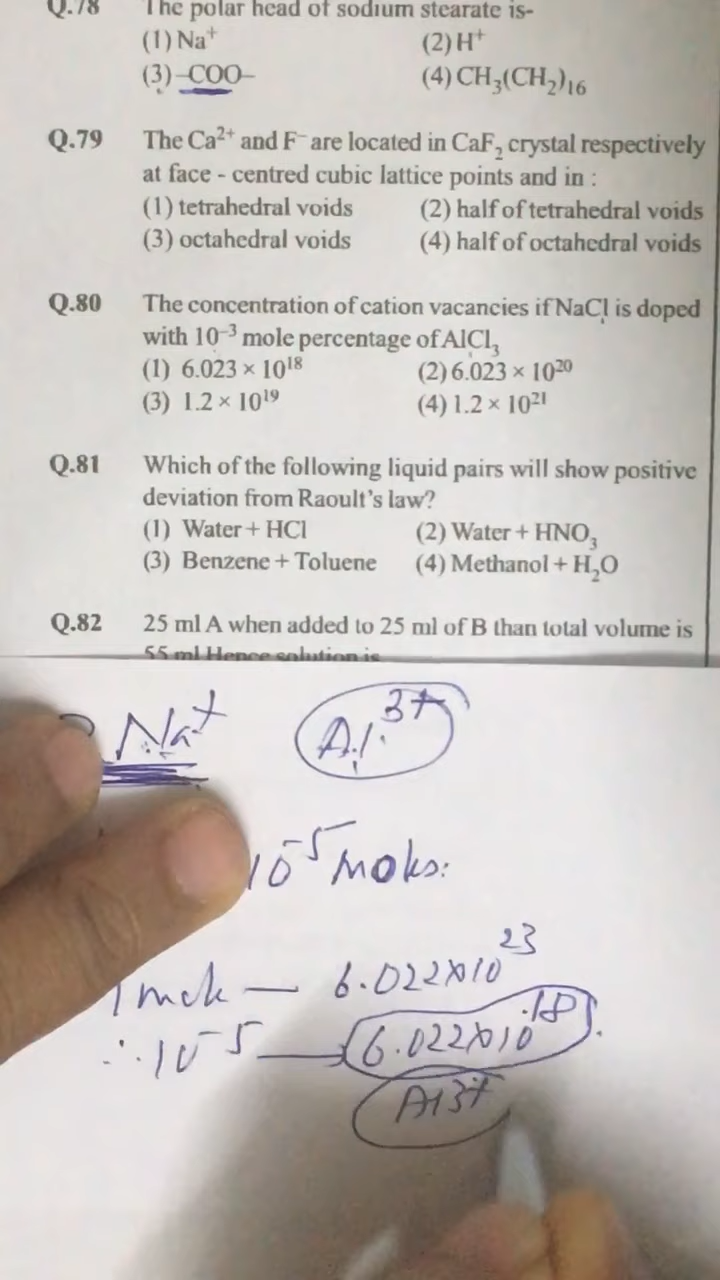 Q.78 The polar head of sodium stearate is-
(1) Na⁺ (2) H⁺
(3) –COO– (4) CH₃(CH₂)₁₆
Q.79 The Ca²⁺ and F⁻ are located in CaF₂ crystal respectively
at face - centred cubic lattice points and in :
(1) tetrahedral voids (2) half of tetrahedral voids
(3) octahedral voids (4) half of octahedral voids
Q.80 The concentration of cation vacancies if NaCl is doped
with 10⁻³ mole percentage of AlCl₃
(1) 6.023 × 10¹⁸ (2) 6.023 × 10²⁰
(3) 1.2 × 10¹⁹ (4) 1.2 × 10²¹
Q.81 Which of the following liquid pairs will show positive
deviation from Raoult's law?
(1) Water + HCl (2) Water + HNO₃
(3) Benzene + Toluene (4) Methanol + H₂O
Q.82 25 ml A when added to 25 ml of B than total volume is
55 ml Hence solution is
Na⁺ Al³⁺
10⁻⁵ moles.
1 mole — 6.022×10²³
∴ 10⁻⁵ — 6.022×10¹⁸.
Al3+